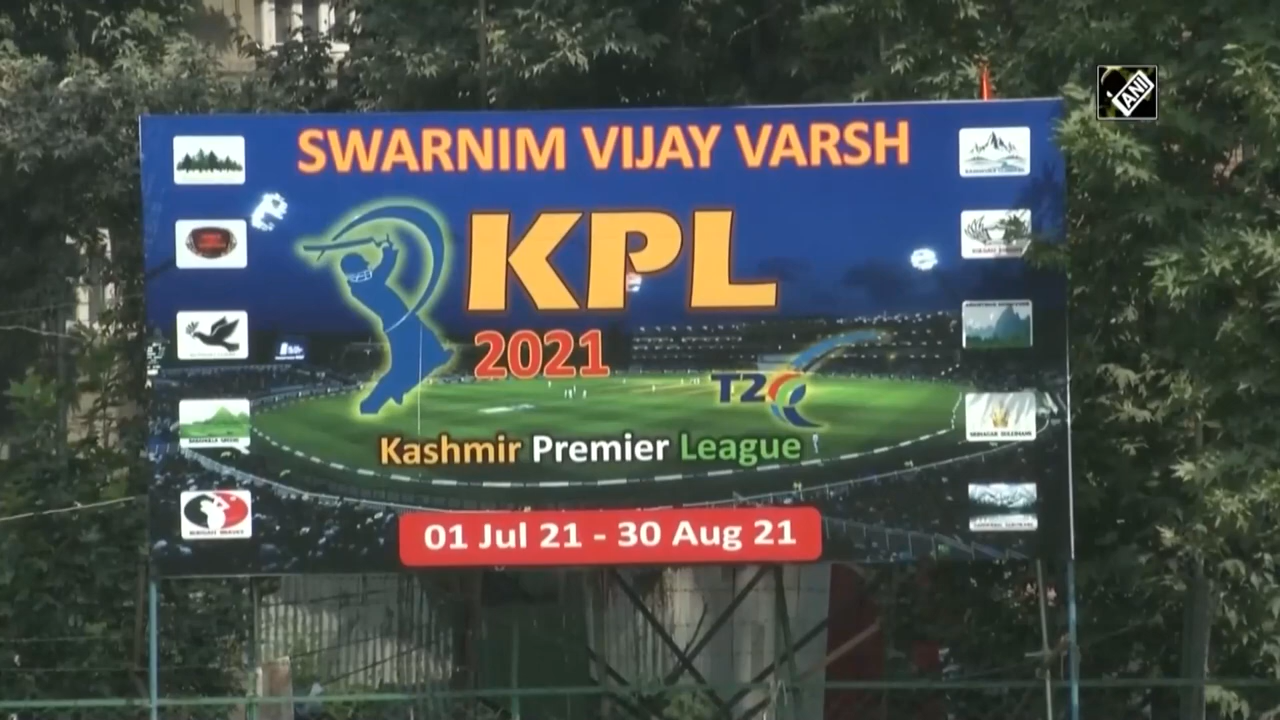 SWARNIM VIJAY VARSH
ANI
KPL
2021
T20
Kashmir Premier League
01 Jul 21 - 30 Aug 21